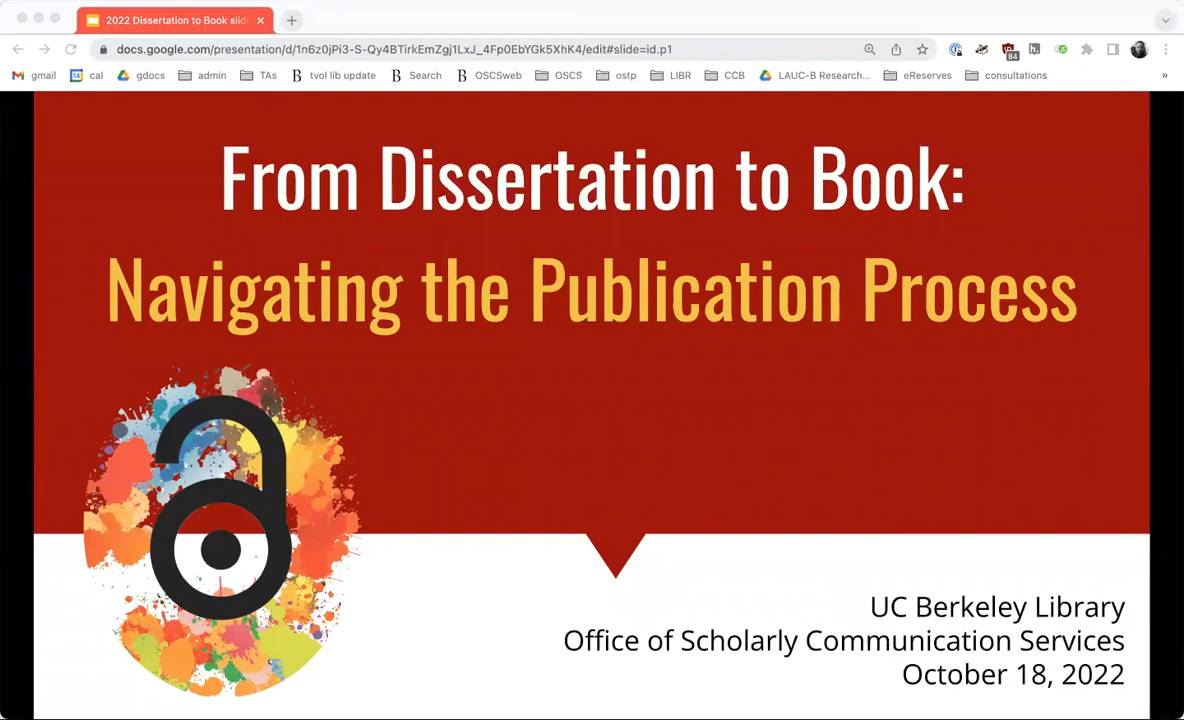 2022 Dissertation to Book slid
docs.google.com/presentation/d/1n6z0jPi3-S-Qy4BTirkEmZgj1LxJ_4Fp0EbYGk5XhK4/edit#slide=id.p1
84
gmail
14
cal
gdocs
admin
TAs
B tvol lib update
B Search
B OSCSweb
OSCS
ostp
LIBR
CCB
LAUC-B Research...
eReserves
consultations
»
From Dissertation to Book:
Navigating the Publication Process
UC Berkeley Library
Office of Scholarly Communication Services
October 18, 2022